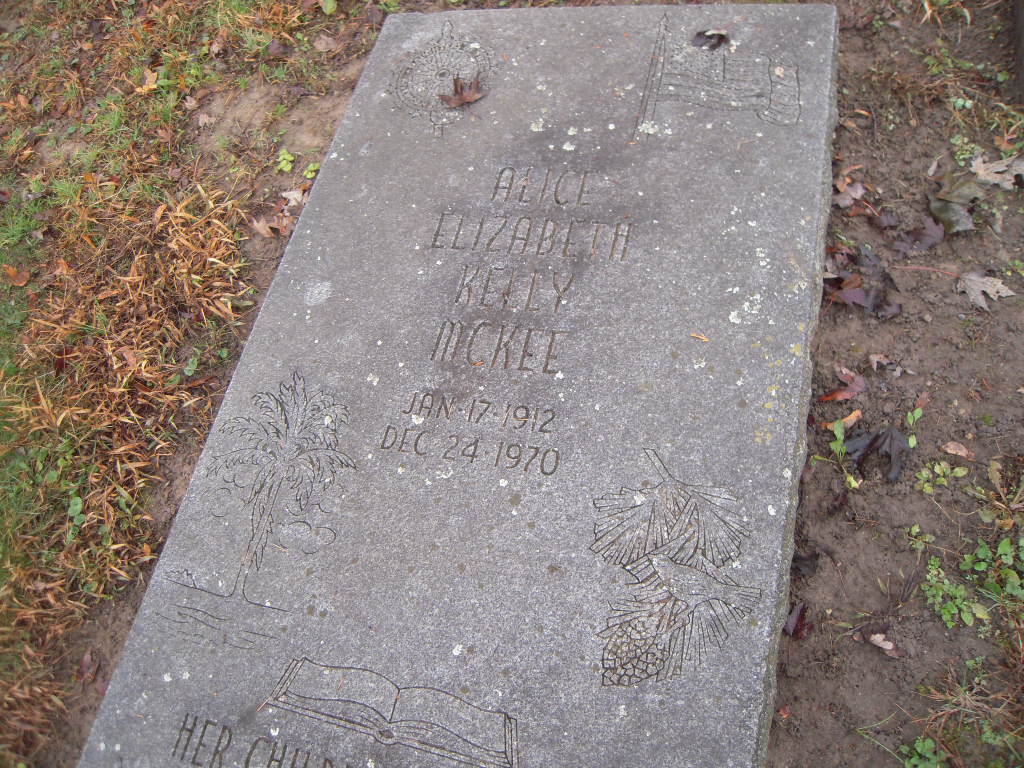 ALICE
ELIZABETH
KELLY
MCKEE
JAN·17·1912
DEC 24·1970
HER